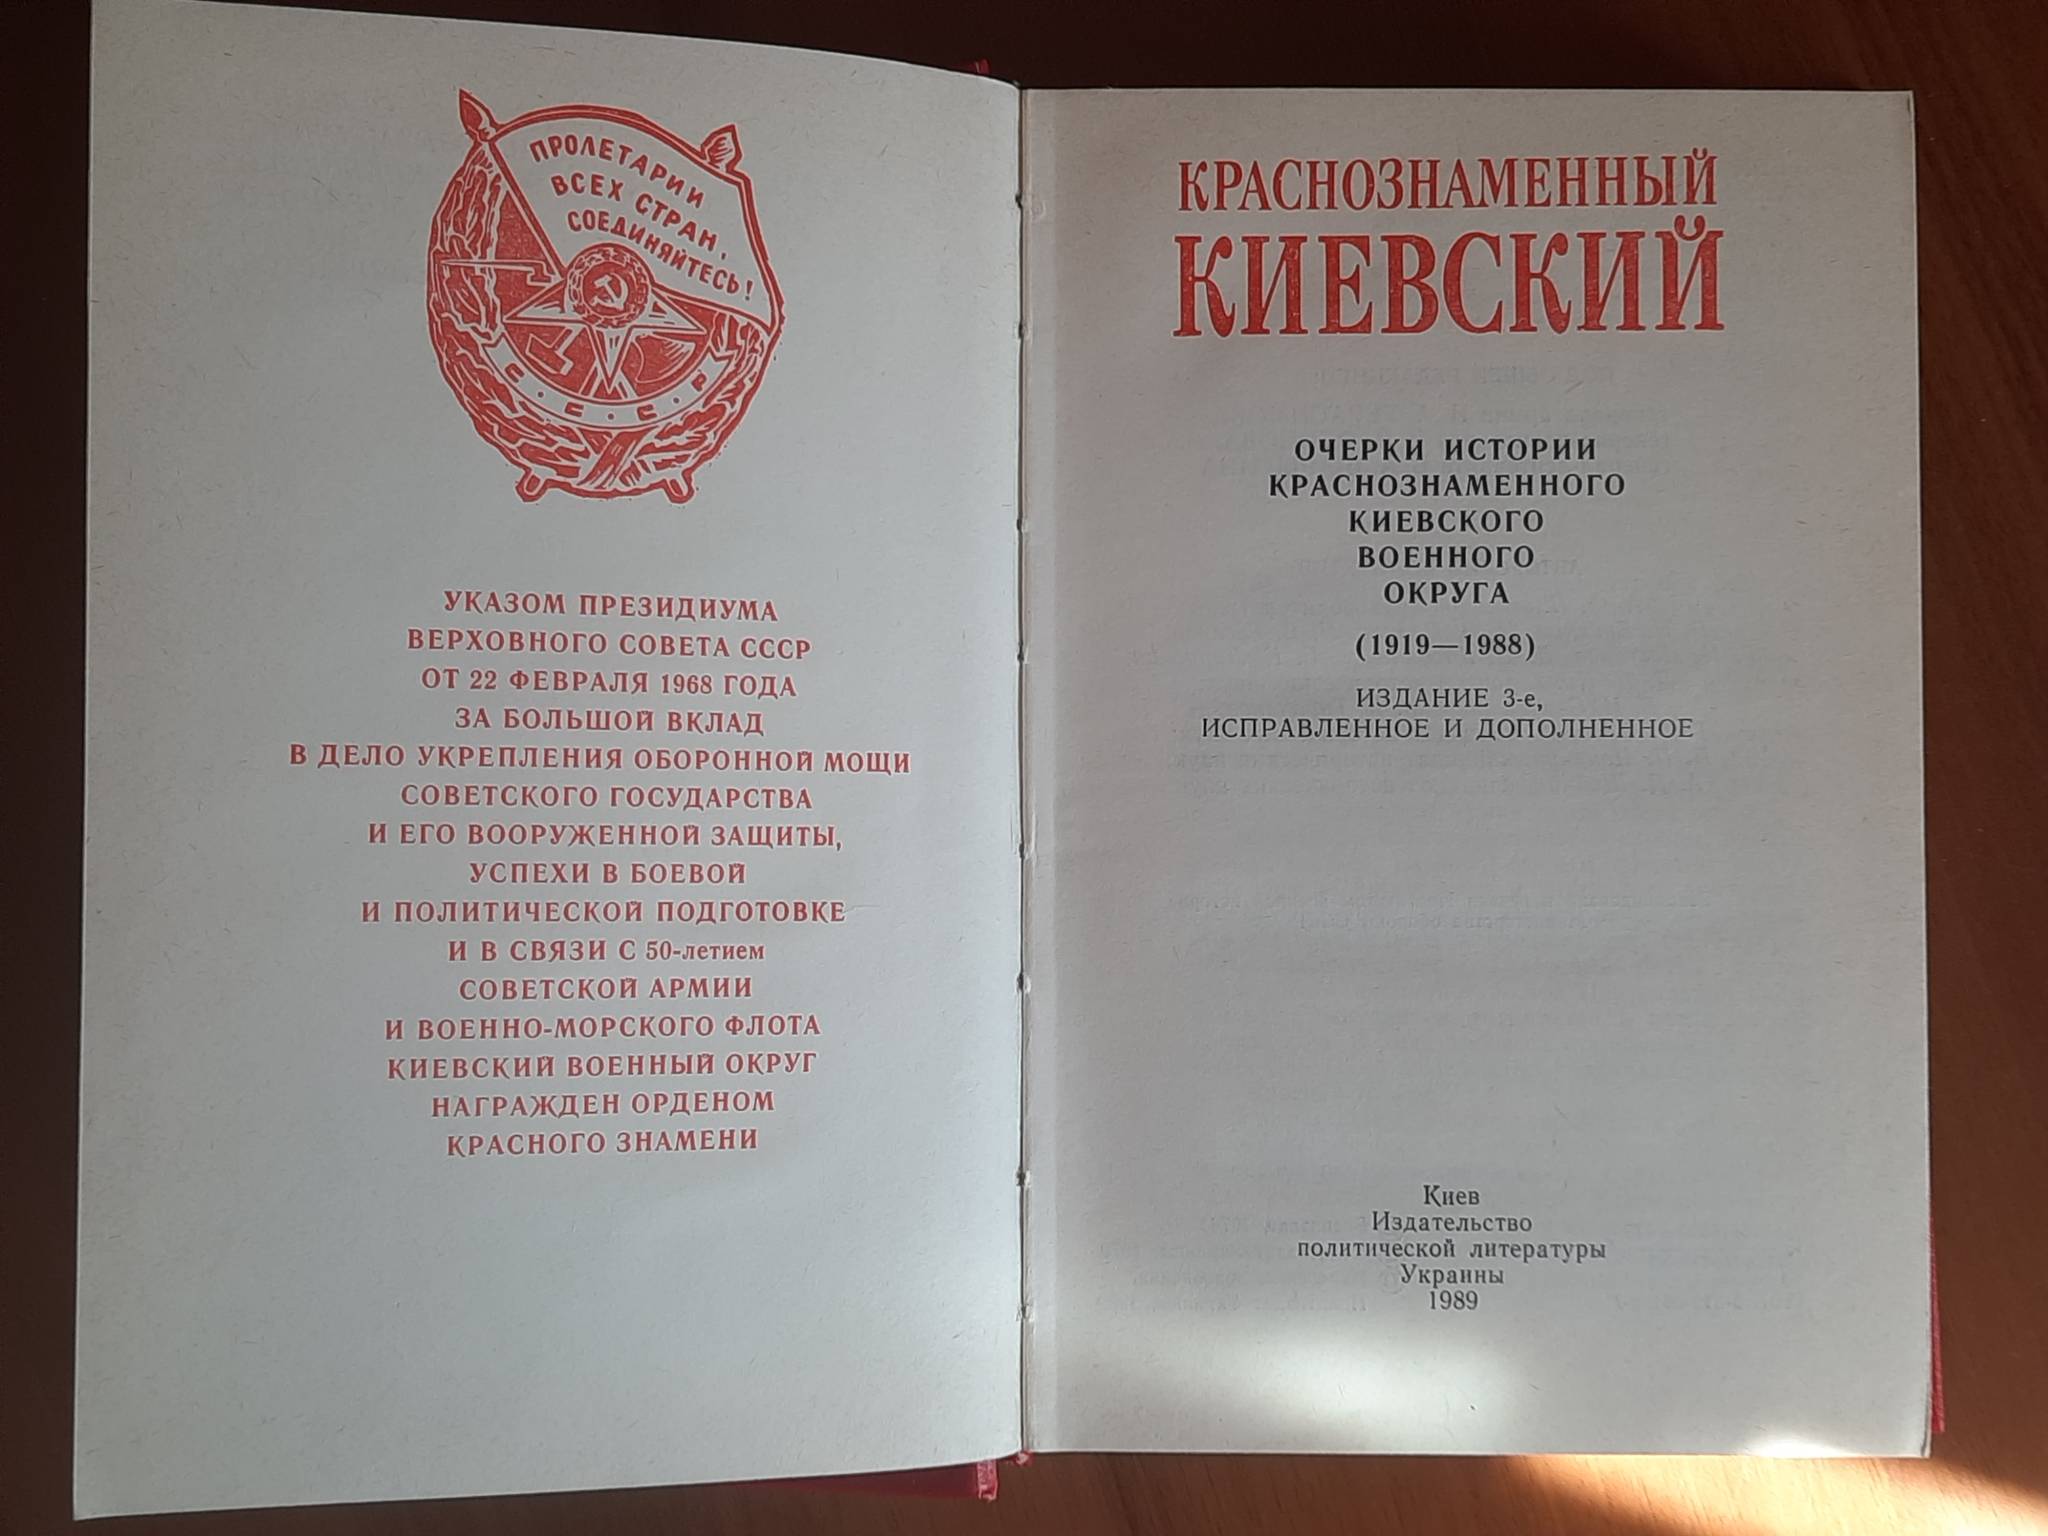 ПРОЛЕТАРИИ
ВСЕХ СТРАН,
СОЕДИНЯЙТЕСЬ!
С.С.С.Р
УКАЗОМ ПРЕЗИДИУМА
ВЕРХОВНОГО СОВЕТА СССР
ОТ 22 ФЕВРАЛЯ 1968 ГОДА
ЗА БОЛЬШОЙ ВКЛАД
В ДЕЛО УКРЕПЛЕНИЯ ОБОРОННОЙ МОЩИ
СОВЕТСКОГО ГОСУДАРСТВА
И ЕГО ВООРУЖЕННОЙ ЗАЩИТЫ,
УСПЕХИ В БОЕВОЙ
И ПОЛИТИЧЕСКОЙ ПОДГОТОВКЕ
И В СВЯЗИ С 50-летием
СОВЕТСКОЙ АРМИИ
И ВОЕННО-МОРСКОГО ФЛОТА
КИЕВСКИЙ ВОЕННЫЙ ОКРУГ
НАГРАЖДЕН ОРДЕНОМ
КРАСНОГО ЗНАМЕНИ
КРАСНОЗНАМЕННЫЙ
КИЕВСКИЙ
ОЧЕРКИ ИСТОРИИ
КРАСНОЗНАМЕННОГО
КИЕВСКОГО
ВОЕННОГО
ОКРУГА
(1919—1988)
ИЗДАНИЕ 3-е,
ИСПРАВЛЕННОЕ И ДОПОЛНЕННОЕ
Киев
Издательство
политической литературы
Украины
1989